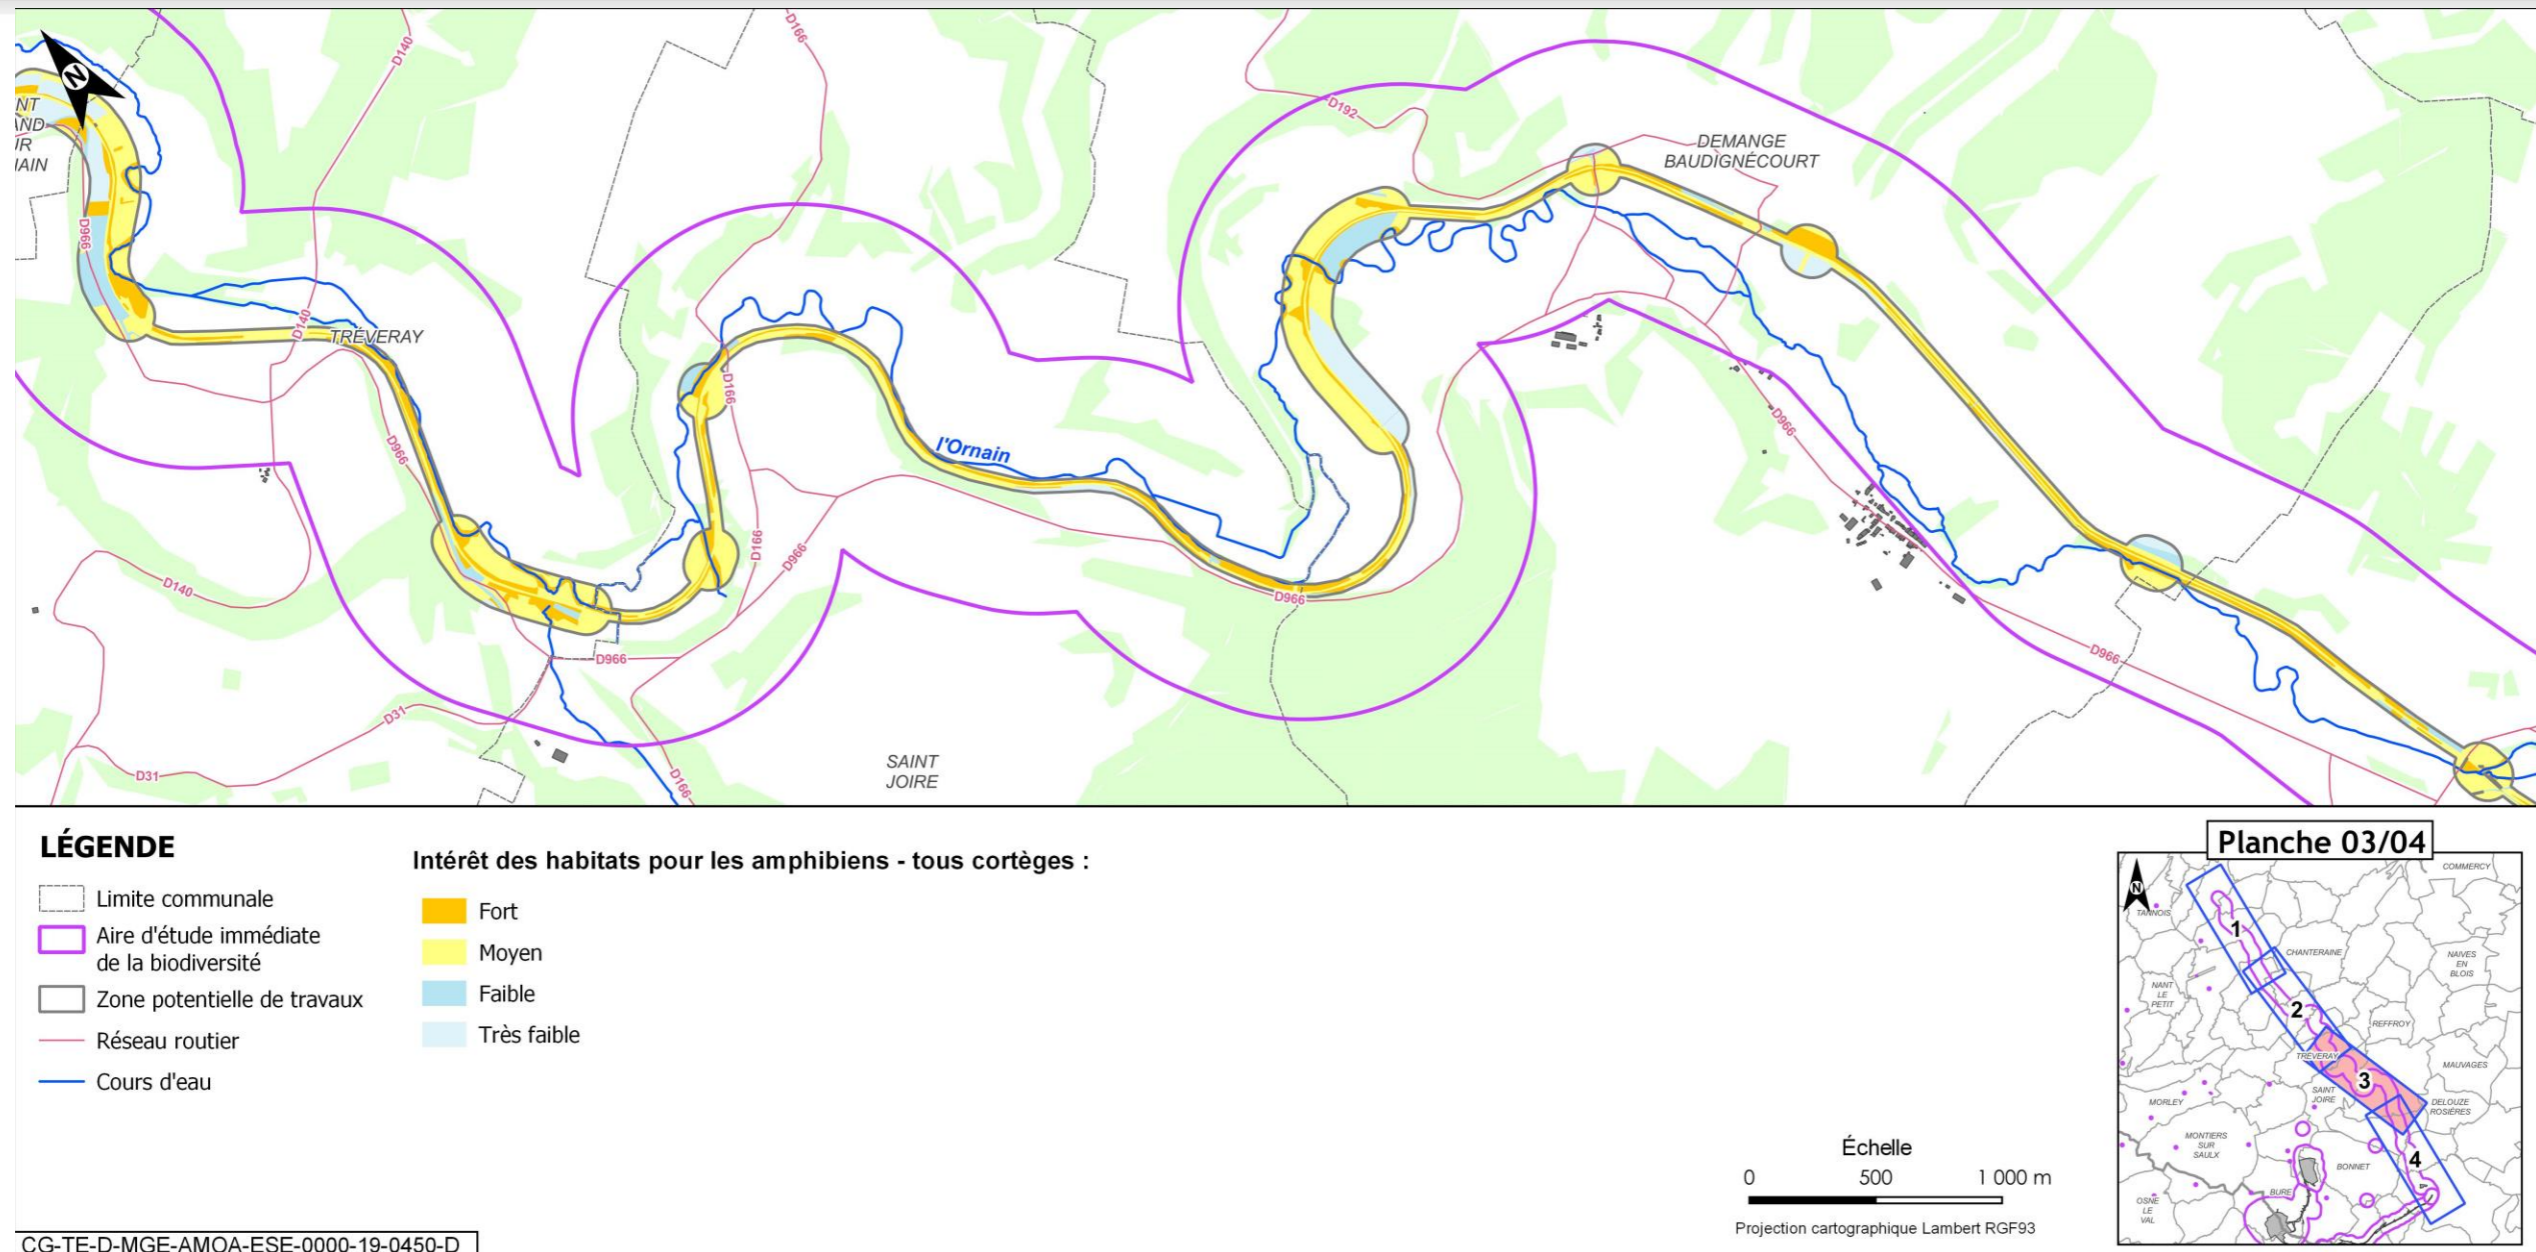 D166
D140
N
NT
AND
UR
NAIN
D192
DEMANGE
BAUDIGNÉCOURT
D966
D140
TRÉVERAY
D166
D966
D966
l'Ornain
D166
D966
D140
D966
D966
D966
D31
D31
D166
SAINT
JOIRE
LÉGENDE
Limite communale
Aire d'étude immédiate
de la biodiversité
Zone potentielle de travaux
Réseau routier
Cours d'eau
Intérêt des habitats pour les amphibiens - tous cortèges :
Fort
Moyen
Faible
Très faible
Échelle
0 500 1 000 m
Projection cartographique Lambert RGF93
Planche 03/04
COMMERCY
N
TANNOIS
1
CHANTERAINE
NAIVES
EN
BLOIS
NANT
LE
PETIT
2
REFFROY
TRÉVERAY
MAUVAGES
3
SAINT
JOIRE
MORLEY
DELOUZE
ROSIÈRES
MONTIERS
SUR
SAULX
4
BONNET
BURE
OSNE
LE
VAL
CG-TE-D-MGE-AMOA-ESE-0000-19-0450-D